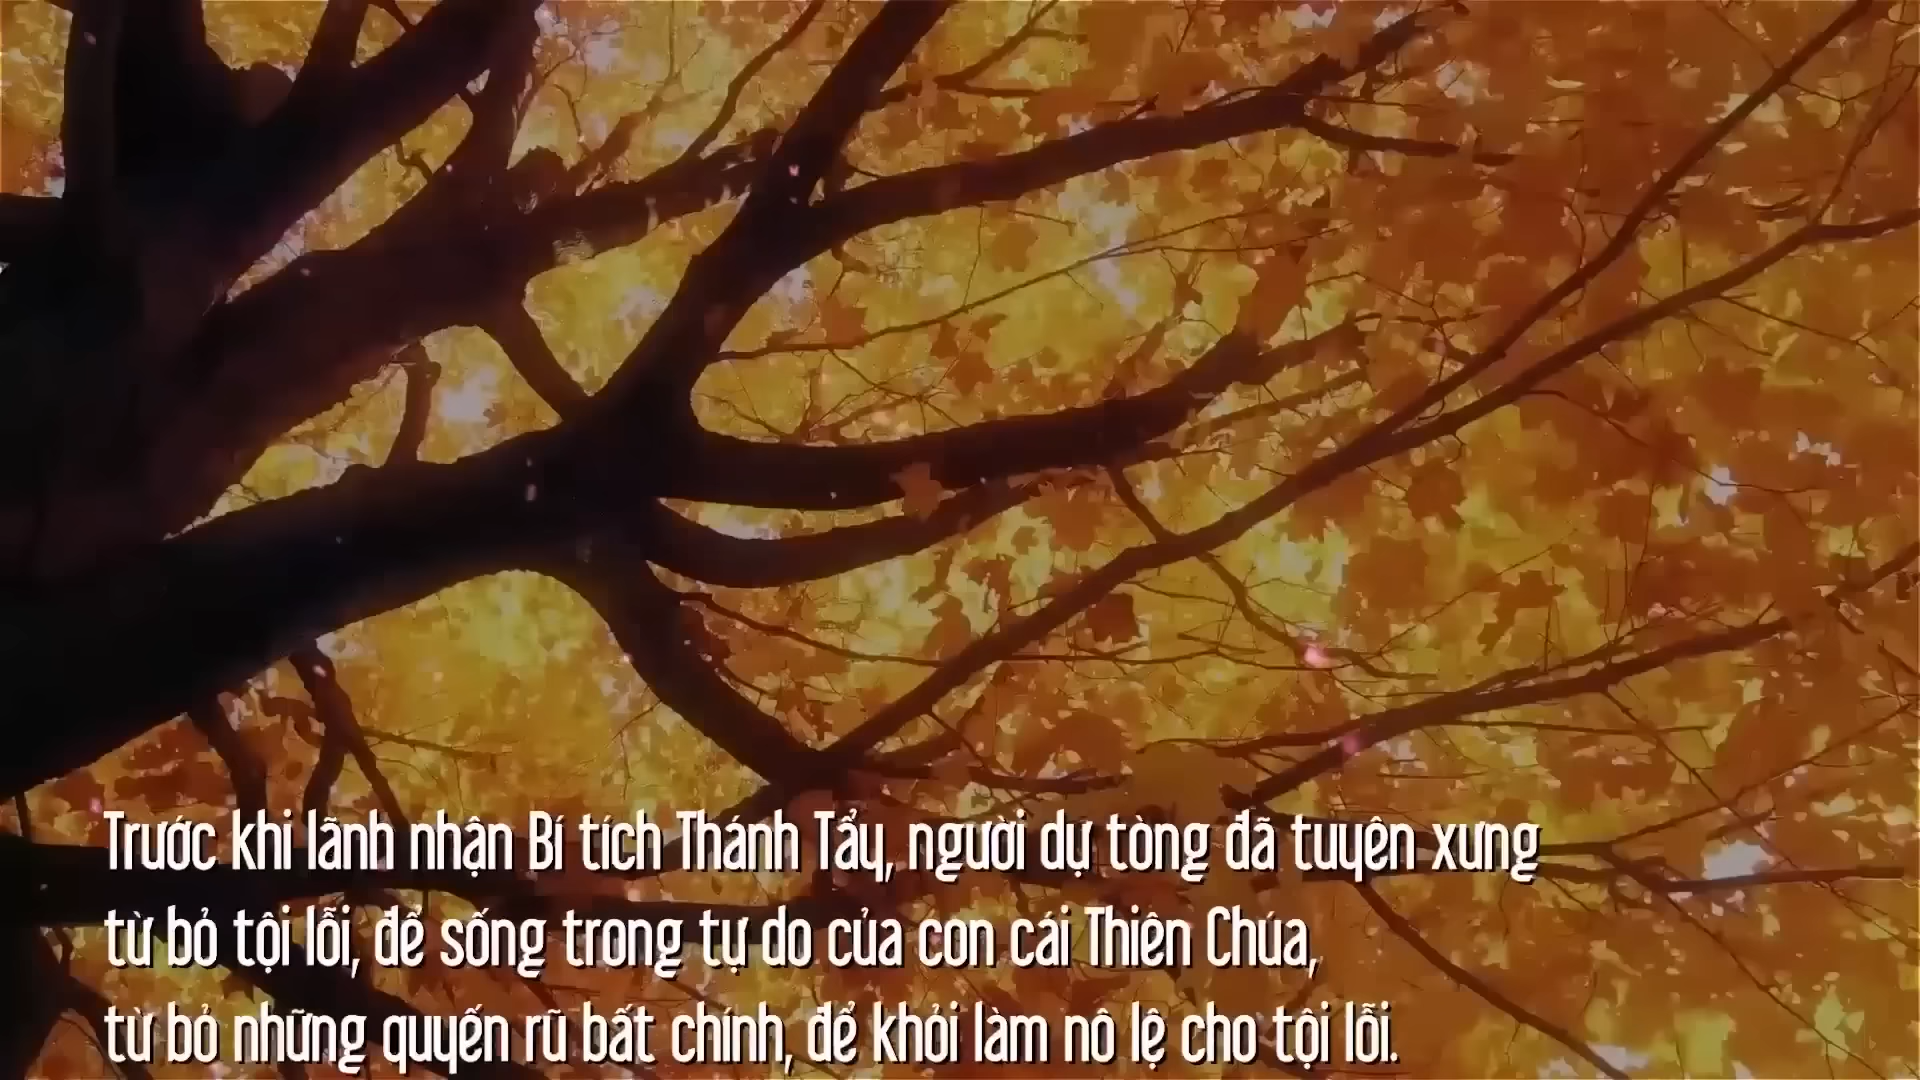 Trước khi lãnh nhận Bí tích Thánh Tẩy, người dự tòng đã tuyên xưng
từ bỏ tội lỗi, để sống trong tự do của con cái Thiên Chúa,
từ bỏ những quyến rũ bất chính, để khỏi làm nô lệ cho tội lỗi.